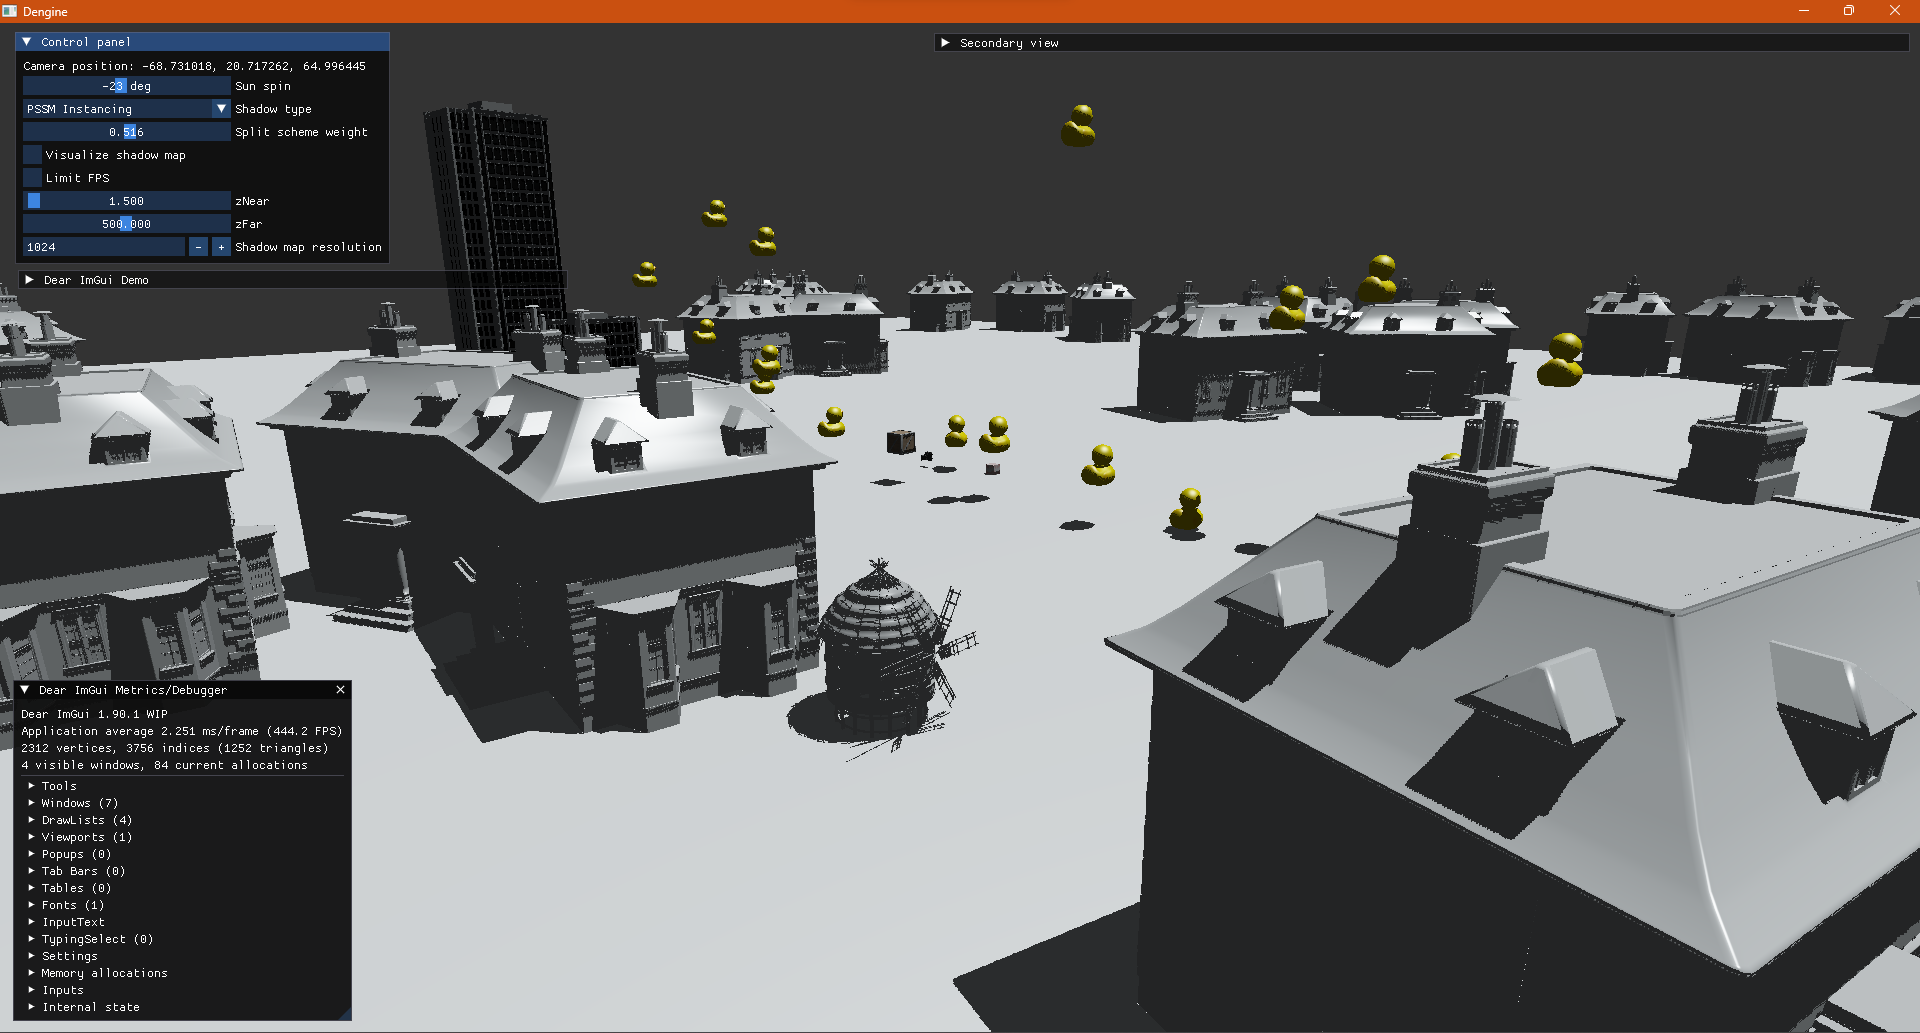 Dengine
Control panel
Camera position: -68.731018, 20.717262, 64.996445
-23 deg Sun spin
PSSM Instancing Shadow type
0.516 Split scheme weight
Visualize shadow map
Limit FPS
1.500 zNear
500.000 zFar
1024 - + Shadow map resolution
Dear ImGui Demo
Secondary view
Dear ImGui Metrics/Debugger
Dear ImGui 1.90.1 WIP
Application average 2.251 ms/frame (444.2 FPS)
2312 vertices, 3756 indices (1252 triangles)
4 visible windows, 84 current allocations
Tools
Windows (7)
DrawLists (4)
Viewports (1)
Popups (0)
Tab Bars (0)
Tables (0)
Fonts (1)
InputText
TypingSelect (0)
Settings
Memory allocations
Inputs
Internal state